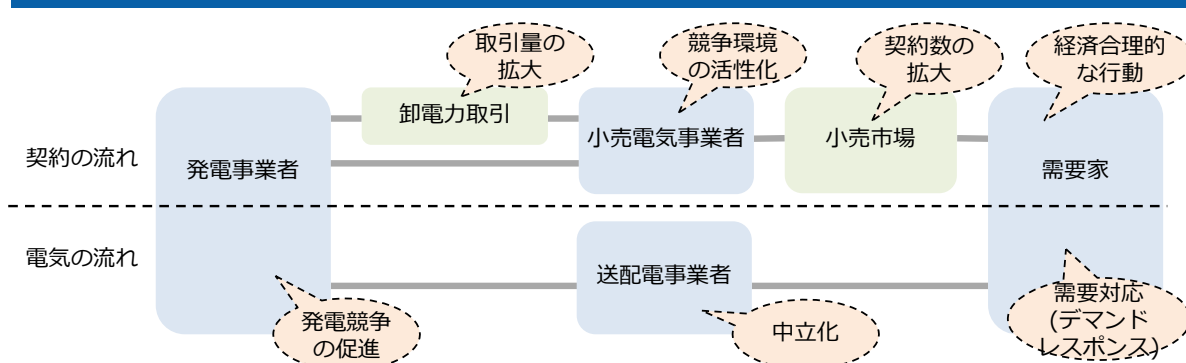 取引量の
拡大
競争環境
の活性化
契約数の
拡大
経済合理的
な行動
卸電力取引
契約の流れ
発電事業者
小売電気事業者
小売市場
需要家
電気の流れ
送配電事業者
発電競争
の促進
中立化
需要対応
(デマンド
レスポンス)